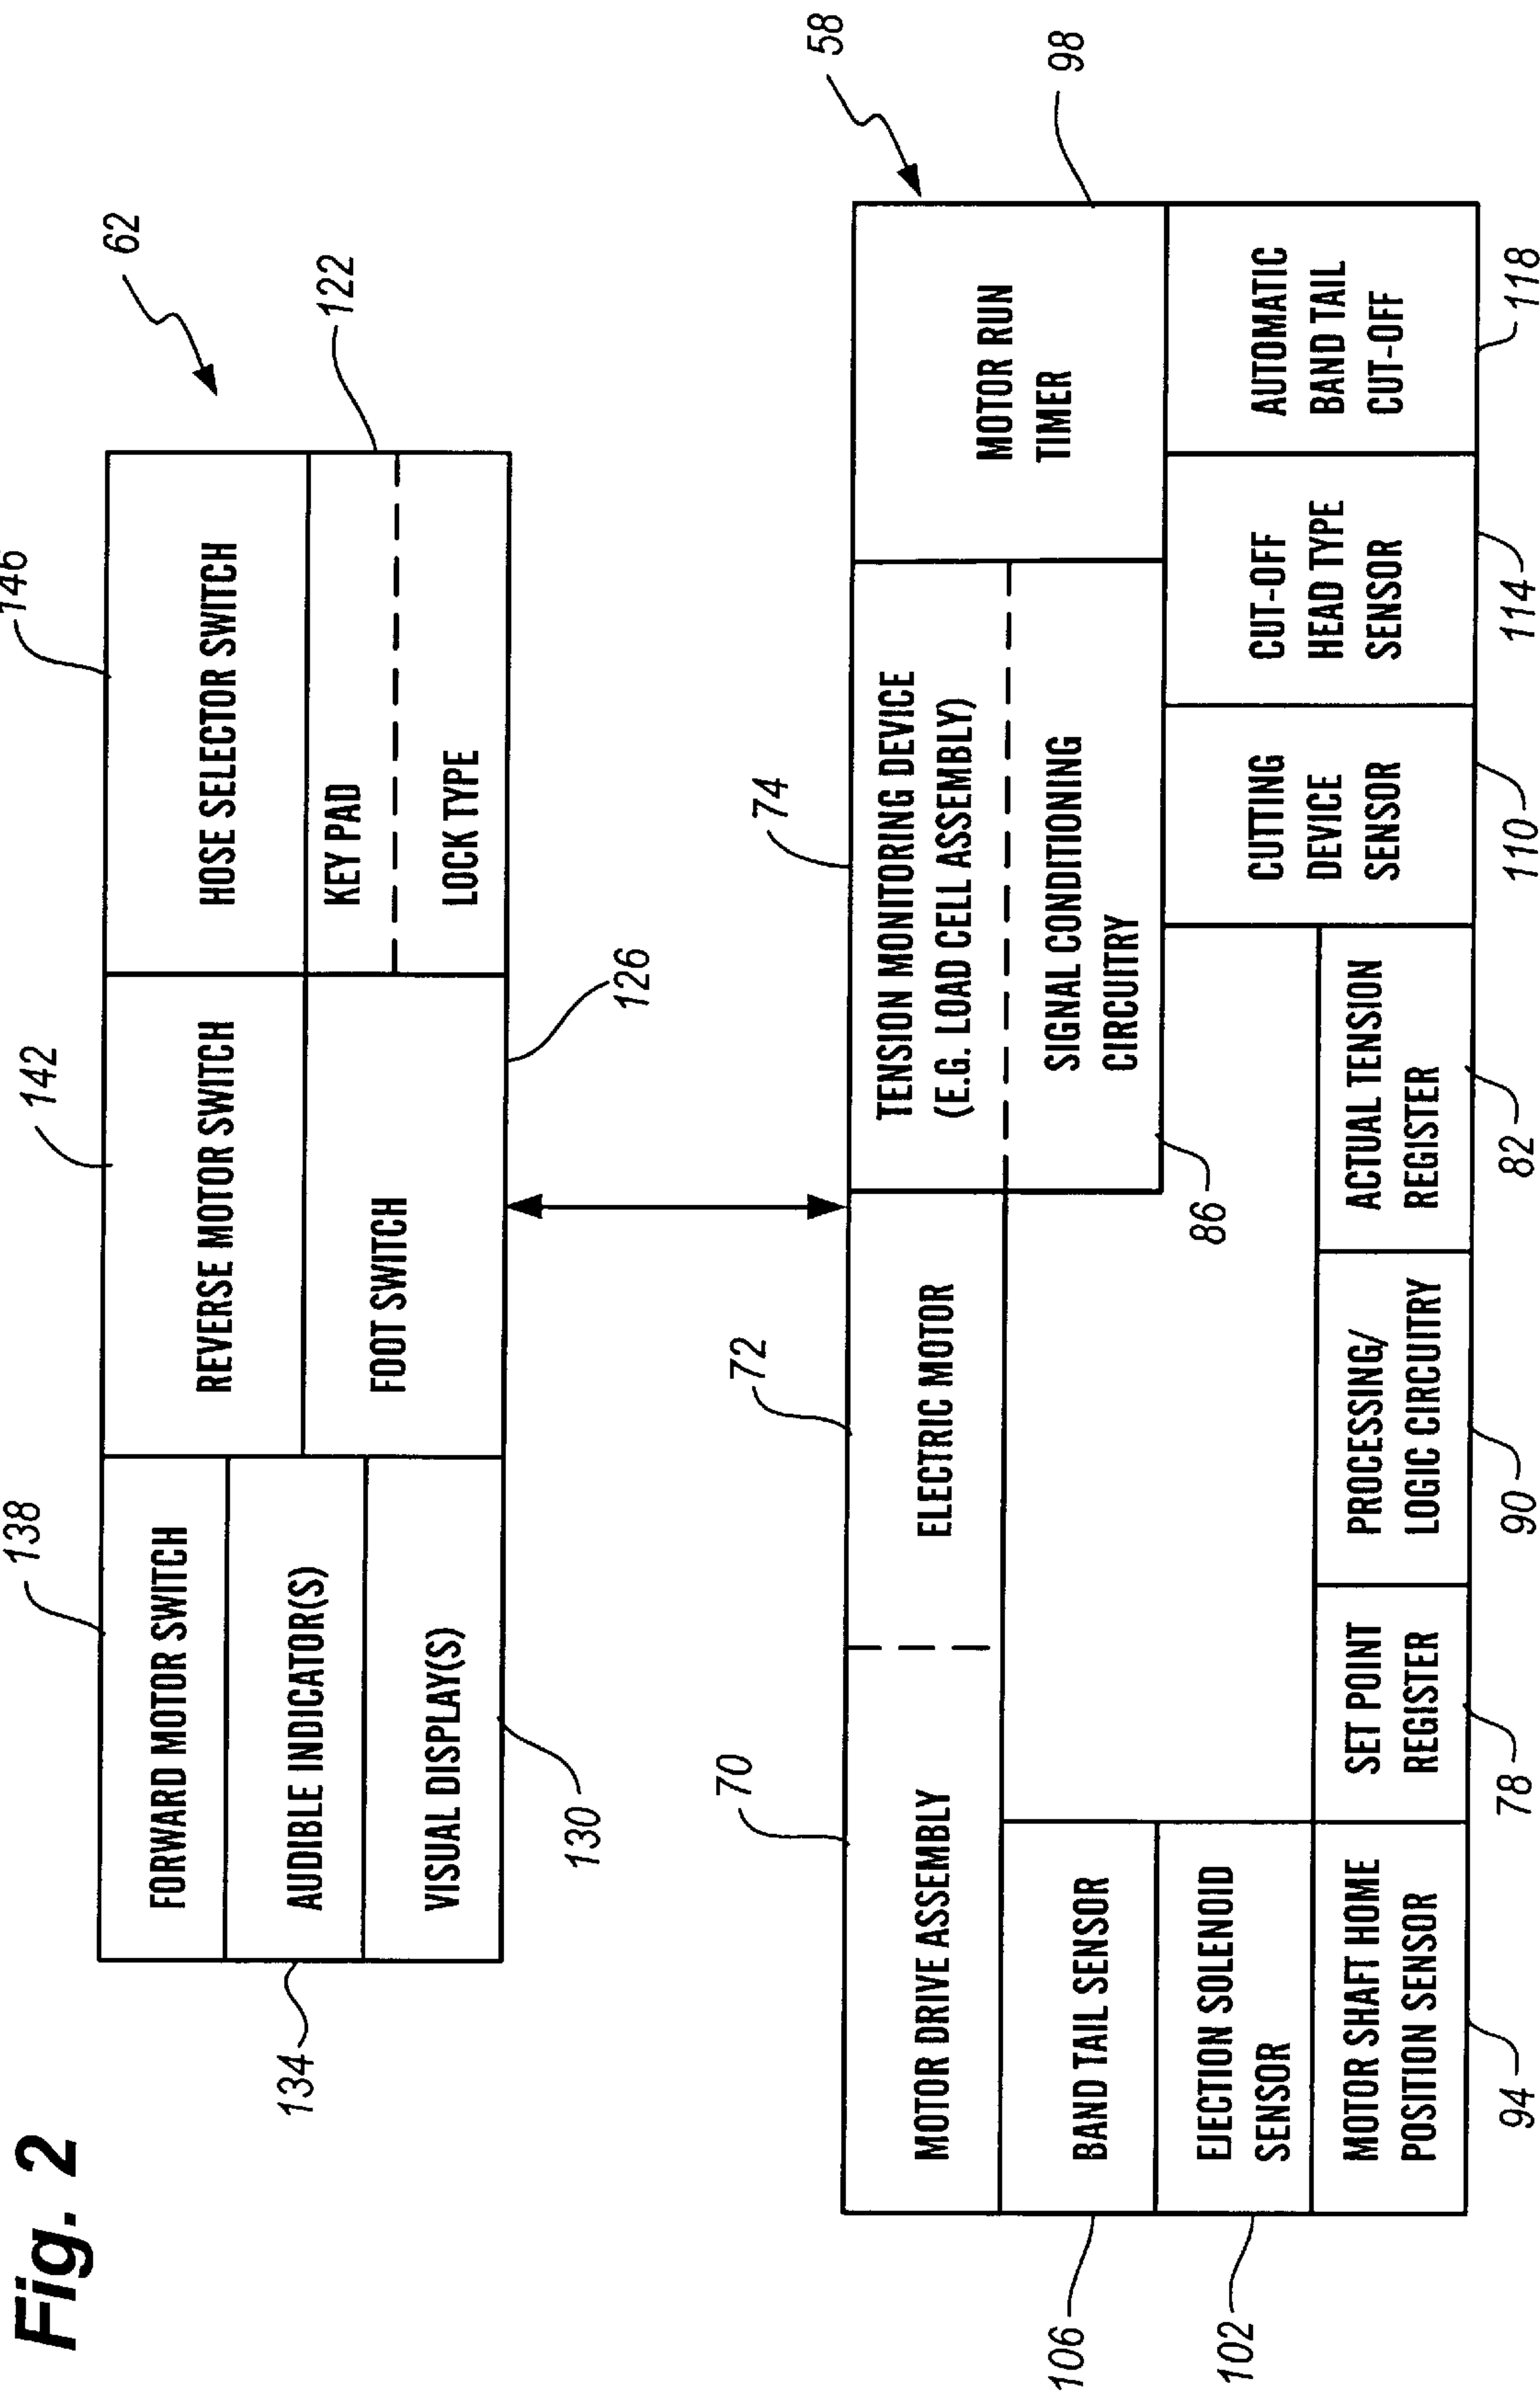 Fig. 2
62
138
142
146
FORWARD MOTOR SWITCH
REVERSE MOTOR SWITCH
HOSE SELECTOR SWITCH
AUDIBLE INDICATOR(S)
FOOT SWITCH
KEY PAD
122
134
VISUAL DISPLAY(S)
LOCK TYPE
130
126
58
70
72
74
MOTOR DRIVE ASSEMBLY
ELECTRIC MOTOR
TENSION MONITORING DEVICE
(E.G. LOAD CELL ASSEMBLY)
MOTOR RUN
TIMER
98
106
BAND TAIL SENSOR
SIGNAL CONDITIONING
CIRCUITRY
86
102
EJECTION SOLENOID
SENSOR
CUTTING
DEVICE
SENSOR
CUT-OFF
HEAD TYPE
SENSOR
AUTOMATIC
BAND TAIL
CUT-OFF
MOTOR SHAFT HOME
POSITION SENSOR
SET POINT
REGISTER
PROCESSING/
LOGIC CIRCUITRY
ACTUAL TENSION
REGISTER
94
78
90
82
110
114
118